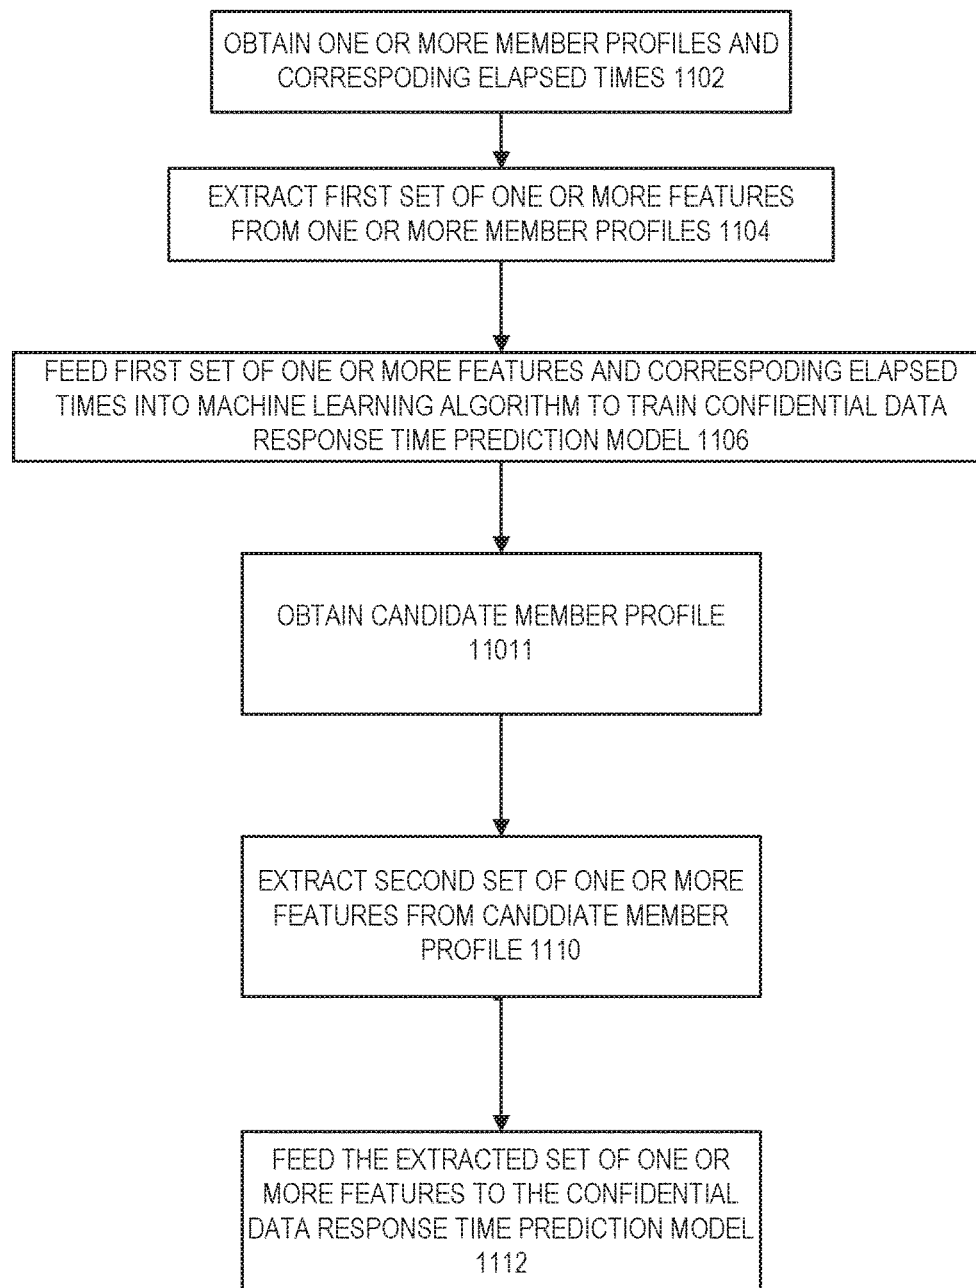 OBTAIN ONE OR MORE MEMBER PROFILES AND
CORRESPODING ELAPSED TIMES 1102
EXTRACT FIRST SET OF ONE OR MORE FEATURES
FROM ONE OR MORE MEMBER PROFILES 1104
FEED FIRST SET OF ONE OR MORE FEATURES AND CORRESPODING ELAPSED
TIMES INTO MACHINE LEARNING ALGORITHM TO TRAIN CONFIDENTIAL DATA
RESPONSE TIME PREDICTION MODEL 1106
OBTAIN CANDIDATE MEMBER PROFILE
11011
EXTRACT SECOND SET OF ONE OR MORE
FEATURES FROM CANDDIATE MEMBER
PROFILE 1110
FEED THE EXTRACTED SET OF ONE OR
MORE FEATURES TO THE CONFIDENTIAL
DATA RESPONSE TIME PREDICTION MODEL
1112